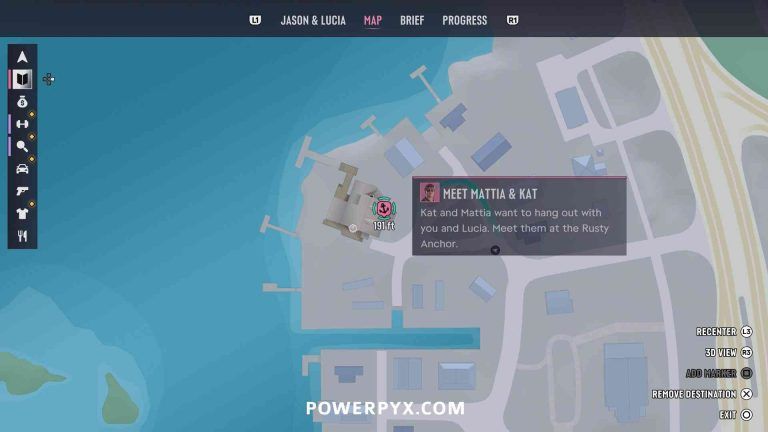 L1 JASON & LUCIA MAP BRIEF PROGRESS R1
MEET MATTIA & KAT
Kat and Mattia want to hang out with
you and Lucia. Meet them at the Rusty
Anchor.
191 ft
RECENTER L3
3D VIEW R3
ADD MARKER
REMOVE DESTINATION
EXIT
POWERPYX.COM